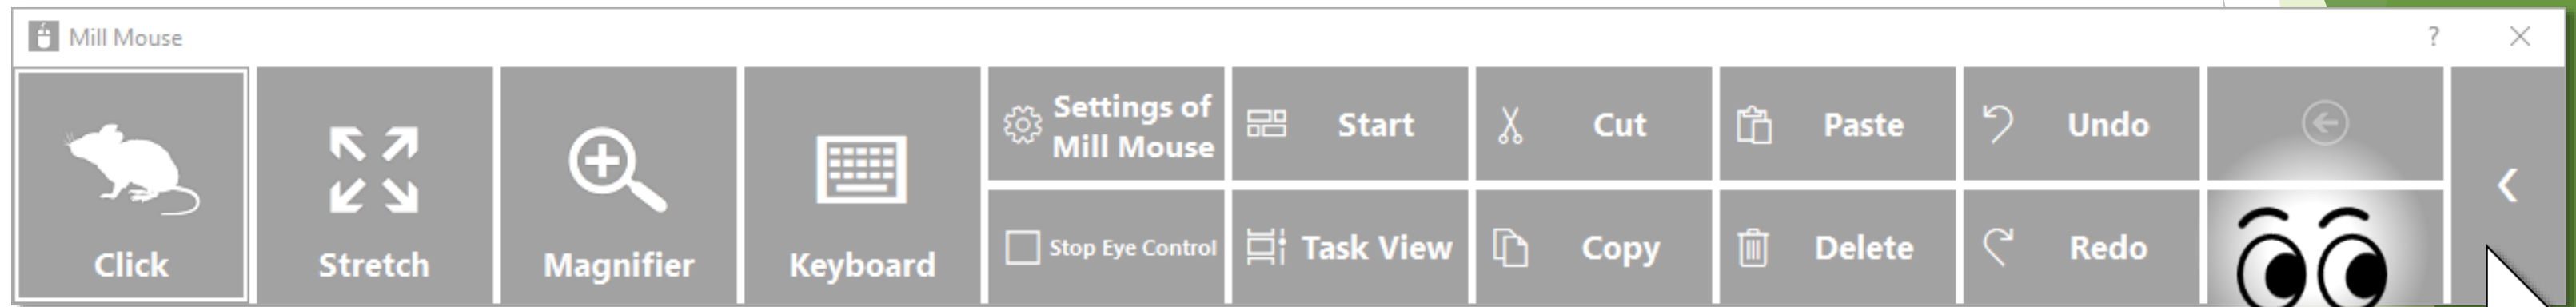 Mill Mouse
?
Settings of
Mill Mouse
Start
Cut
Paste
Undo
Stop Eye Control
Task View
Copy
Delete
Redo
Click
Stretch
Magnifier
Keyboard